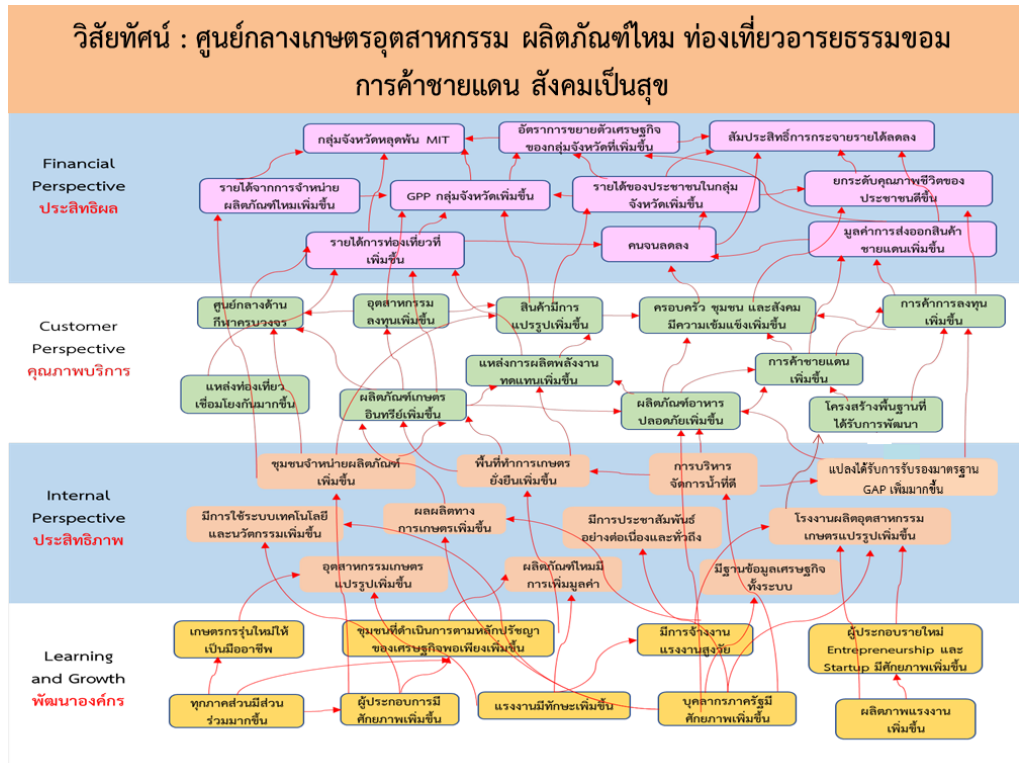 วิสัยทัศน์ : ศูนย์กลางเกษตรอุตสาหกรรม ผลิตภัณฑ์ไหม ท่องเที่ยวอารยธรรมขอม
การค้าชายแดน สังคมเป็นสุข
Financial
Perspective
ประสิทธิผล
กลุ่มจังหวัดหลุดพ้น MIT
อัตราการขยายตัวเศรษฐกิจ
ของกลุ่มจังหวัดที่เพิ่มขึ้น
สัมประสิทธิ์การกระจายรายได้ลดลง
รายได้จากการจำหน่าย
ผลิตภัณฑ์ไหมเพิ่มขึ้น
GPP กลุ่มจังหวัดเพิ่มขึ้น
รายได้ของประชาชนในกลุ่ม
จังหวัดเพิ่มขึ้น
ยกระดับคุณภาพชีวิตของ
ประชาชนดีขึ้น
รายได้การท่องเที่ยวที่
เพิ่มขึ้น
คนจนลดลง
มูลค่าการส่งออกสินค้า
ชายแดนเพิ่มขึ้น
Customer
Perspective
คุณภาพบริการ
ศูนย์กลางด้าน
กีฬาครบวงจร
อุตสาหกรรม
ลงทุนเพิ่มขึ้น
สินค้ามีการ
แปรรูปเพิ่มขึ้น
ครอบครัว ชุมชน และสังคม
มีความเข้มแข็งเพิ่มขึ้น
การค้าการลงทุน
เพิ่มขึ้น
แหล่งท่องเที่ยว
เชื่อมโยงกันมากขึ้น
ผลิตภัณฑ์เกษตร
อินทรีย์เพิ่มขึ้น
แหล่งการผลิตพลังงาน
ทดแทนเพิ่มขึ้น
ผลิตภัณฑ์อาหาร
ปลอดภัยเพิ่มขึ้น
การค้าชายแดน
เพิ่มขึ้น
โครงสร้างพื้นฐานที่
ได้รับการพัฒนา
Internal
Perspective
ประสิทธิภาพ
ชุมชนจำหน่ายผลิตภัณฑ์
เพิ่มขึ้น
พื้นที่ทำการเกษตร
ยั่งยืนเพิ่มขึ้น
การบริหาร
จัดการน้ำที่ดี
แปลงได้รับการรับรองมาตรฐาน
GAP เพิ่มมากขึ้น
มีการใช้ระบบเทคโนโลยี
และนวัตกรรมเพิ่มขึ้น
ผลผลิตทาง
การเกษตรเพิ่มขึ้น
มีการประชาสัมพันธ์
อย่างต่อเนื่องและทั่วถึง
โรงงานผลิตอุตสาหกรรม
เกษตรแปรรูปเพิ่มขึ้น
อุตสาหกรรมเกษตร
แปรรูปเพิ่มขึ้น
ผลิตภัณฑ์ไหมมี
การเพิ่มมูลค่า
มีฐานข้อมูลเศรษฐกิจ
ทั้งระบบ
Learning
and Growth
พัฒนาองค์กร
เกษตรกรรุ่นใหม่ให้
เป็นมืออาชีพ
ชุมชนที่ดำเนินการตามหลักปรัชญา
ของเศรษฐกิจพอเพียงเพิ่มขึ้น
มีการจ้างงาน
แรงงานสูงวัย
ผู้ประกอบรายใหม่
Entrepreneurship และ
Startup มีศักยภาพเพิ่มขึ้น
ทุกภาคส่วนมีส่วน
ร่วมมากขึ้น
ผู้ประกอบการมี
ศักยภาพเพิ่มขึ้น
แรงงานมีทักษะเพิ่มขึ้น
บุคลากรภาครัฐมี
ศักยภาพเพิ่มขึ้น
ผลิตภาพแรงงาน
เพิ่มขึ้น